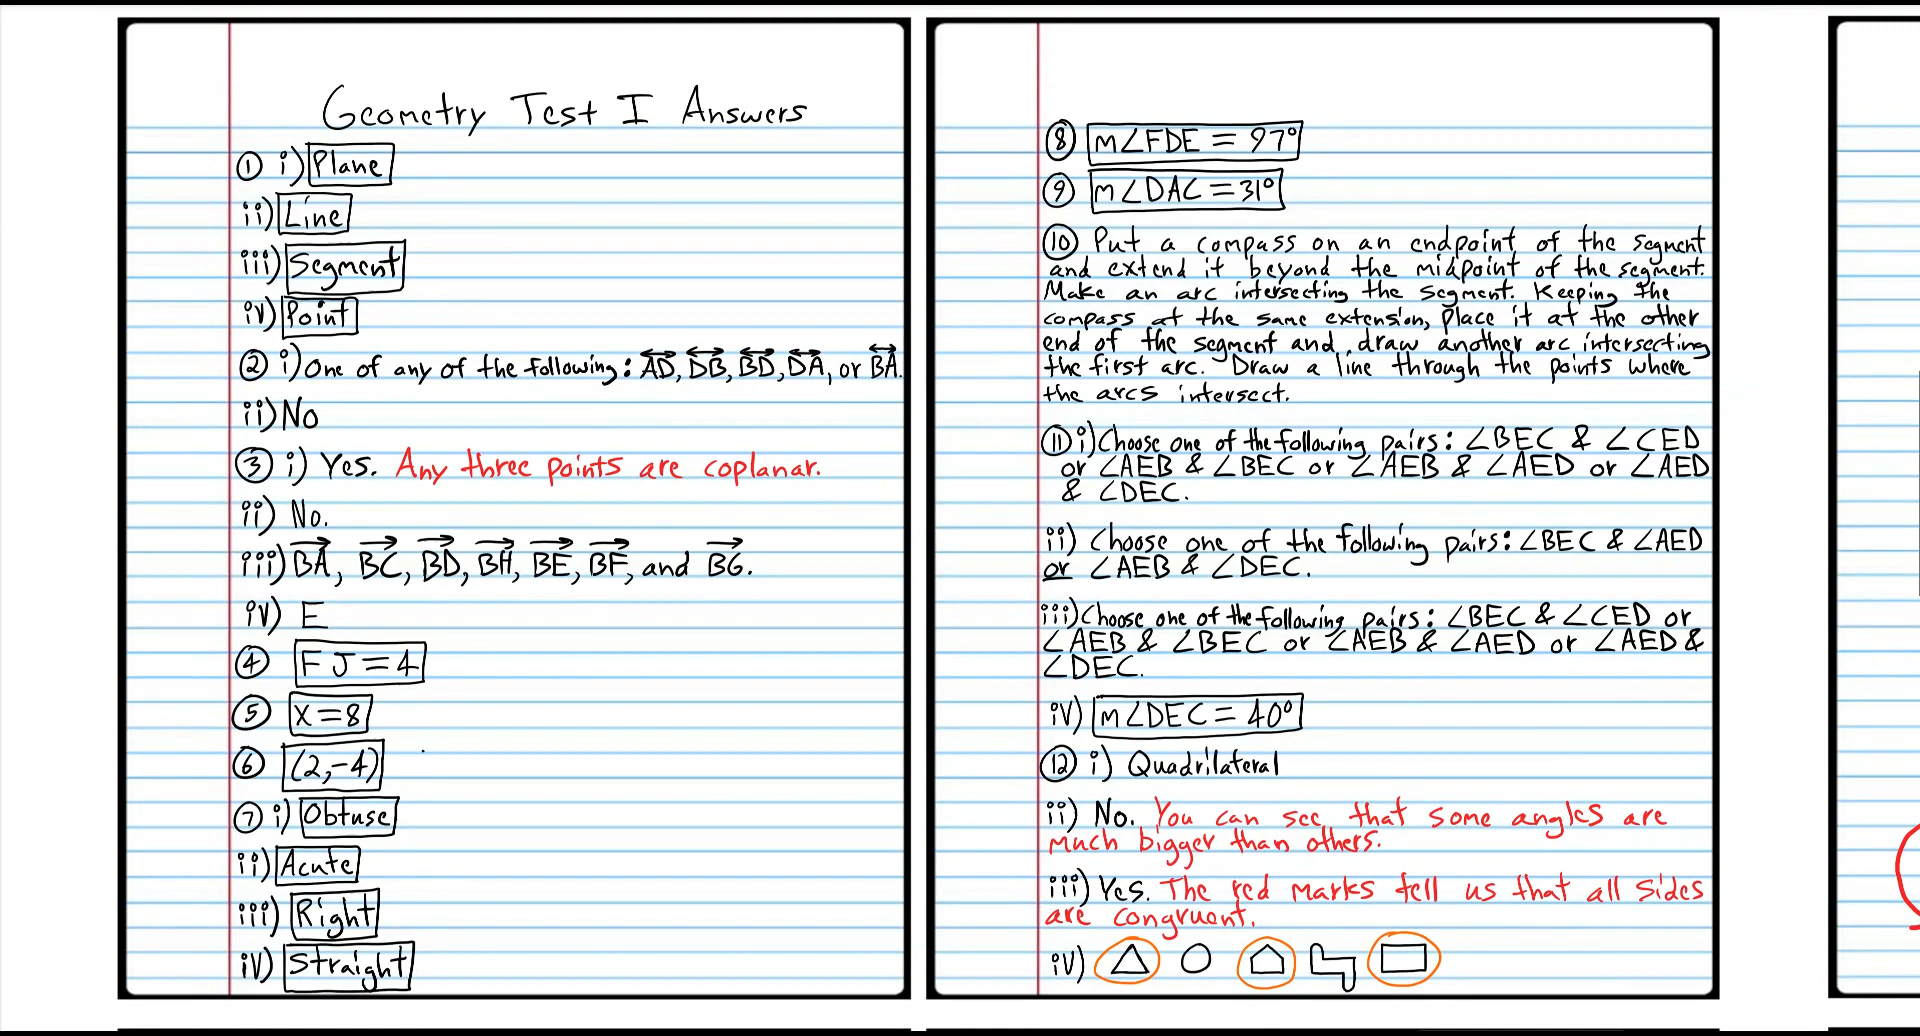 Geometry Test I Answers
① i) Plane
ii) Line
iii) Segment
iv) Point
② i) One of any of the following: AD, DB, BD, DA, or BA.
ii) No
③ i) Yes. Any three points are coplanar.
ii) No.
iii) BA, BC, BD, BH, BE, BF, and BG.
iv) E
④ FJ = 4
⑤ X = 8
⑥ (2,-4)
⑦ i) Obtuse
ii) Acute
iii) Right
iv) Straight
⑧ m∠FDE = 97°
⑨ m∠DAC = 31°
⑩ Put a compass on an endpoint of the segment
and extend it beyond the midpoint of the segment.
Make an arc intersecting the segment. Keeping the
compass at the same extension, place it at the other
end of the segment and draw another arc intersecting
the first arc. Draw a line through the points where
the arcs intersect.
⑪ i) Choose one of the following pairs: ∠BEC & ∠CED
or ∠AEB & ∠BEC or ∠AEB & ∠AED or ∠AED
& ∠DEC.
ii) Choose one of the following pairs: ∠BEC & ∠AED
or ∠AEB & ∠DEC.
iii) Choose one of the following pairs: ∠BEC & ∠CED or
∠AEB & ∠BEC or ∠AEB & ∠AED or ∠AED &
∠DEC.
iv) m∠DEC = 40°
⑫ i) Quadrilateral
ii) No. You can see that some angles are
much bigger than others.
iii) Yes. The red marks tell us that all sides
are congruent.
iv)